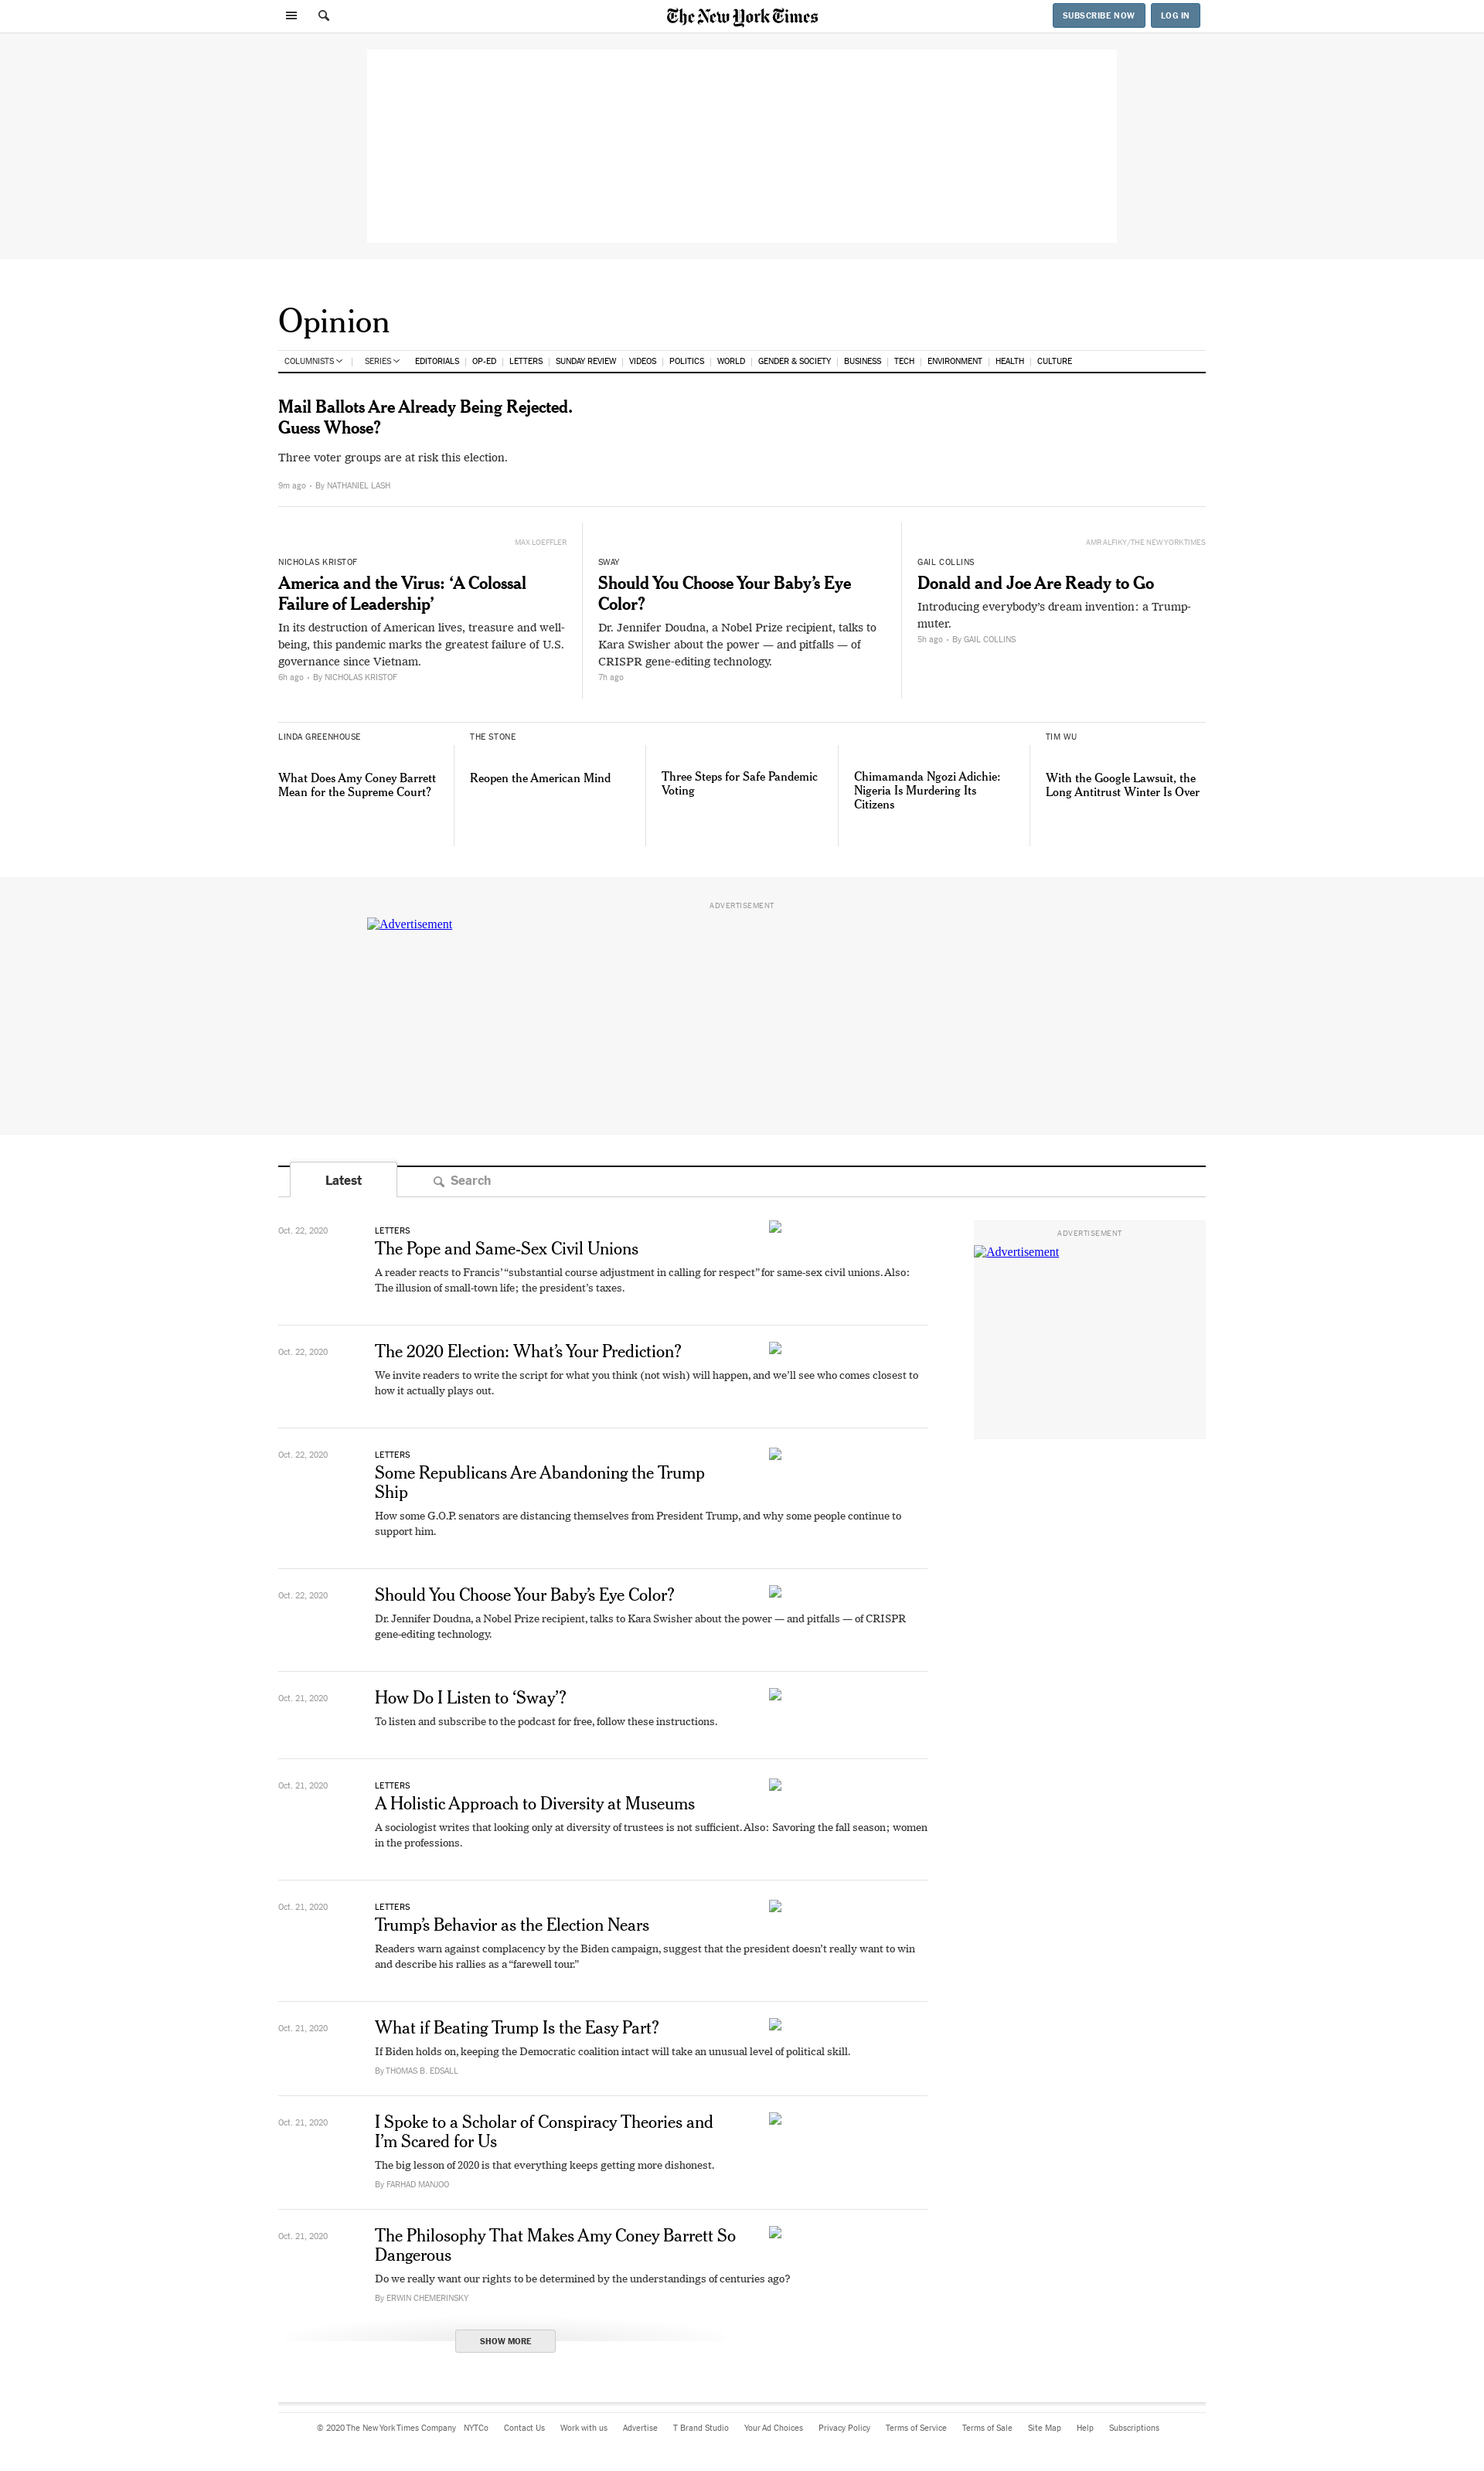 The New York Times
SUBSCRIBE NOW
LOG IN
Opinion
COLUMNISTS
SERIES
EDITORIALS
OP-ED
LETTERS
SUNDAY REVIEW
VIDEOS
POLITICS
WORLD
GENDER & SOCIETY
BUSINESS
TECH
ENVIRONMENT
HEALTH
CULTURE
Mail Ballots Are Already Being Rejected.
Guess Whose?
Three voter groups are at risk this election.
9m ago • By NATHANIEL LASH
MAX LOEFFLER
NICHOLAS KRISTOF
America and the Virus: ‘A Colossal
Failure of Leadership’
In its destruction of American lives, treasure and well-
being, this pandemic marks the greatest failure of U.S.
governance since Vietnam.
6h ago • By NICHOLAS KRISTOF
SWAY
Should You Choose Your Baby’s Eye
Color?
Dr. Jennifer Doudna, a Nobel Prize recipient, talks to
Kara Swisher about the power — and pitfalls — of
CRISPR gene-editing technology.
7h ago
AMR ALFIKY/THE NEW YORK TIMES
GAIL COLLINS
Donald and Joe Are Ready to Go
Introducing everybody’s dream invention: a Trump-
muter.
5h ago • By GAIL COLLINS
LINDA GREENHOUSE
What Does Amy Coney Barrett
Mean for the Supreme Court?
THE STONE
Reopen the American Mind
Three Steps for Safe Pandemic
Voting
Chimamanda Ngozi Adichie:
Nigeria Is Murdering Its
Citizens
TIM WU
With the Google Lawsuit, the
Long Antitrust Winter Is Over
ADVERTISEMENT
Advertisement
Latest
Search
Oct. 22, 2020
LETTERS
The Pope and Same-Sex Civil Unions
A reader reacts to Francis’ “substantial course adjustment in calling for respect” for same-sex civil unions. Also:
The illusion of small-town life; the president’s taxes.
ADVERTISEMENT
Advertisement
Oct. 22, 2020
The 2020 Election: What’s Your Prediction?
We invite readers to write the script for what you think (not wish) will happen, and we’ll see who comes closest to
how it actually plays out.
Oct. 22, 2020
LETTERS
Some Republicans Are Abandoning the Trump
Ship
How some G.O.P. senators are distancing themselves from President Trump, and why some people continue to
support him.
Oct. 22, 2020
Should You Choose Your Baby’s Eye Color?
Dr. Jennifer Doudna, a Nobel Prize recipient, talks to Kara Swisher about the power — and pitfalls — of CRISPR
gene-editing technology.
Oct. 21, 2020
How Do I Listen to ‘Sway’?
To listen and subscribe to the podcast for free, follow these instructions.
Oct. 21, 2020
LETTERS
A Holistic Approach to Diversity at Museums
A sociologist writes that looking only at diversity of trustees is not sufficient. Also: Savoring the fall season; women
in the professions.
Oct. 21, 2020
LETTERS
Trump’s Behavior as the Election Nears
Readers warn against complacency by the Biden campaign, suggest that the president doesn’t really want to win
and describe his rallies as a “farewell tour.”
Oct. 21, 2020
What if Beating Trump Is the Easy Part?
If Biden holds on, keeping the Democratic coalition intact will take an unusual level of political skill.
By THOMAS B. EDSALL
Oct. 21, 2020
I Spoke to a Scholar of Conspiracy Theories and
I’m Scared for Us
The big lesson of 2020 is that everything keeps getting more dishonest.
By FARHAD MANJOO
Oct. 21, 2020
The Philosophy That Makes Amy Coney Barrett So
Dangerous
Do we really want our rights to be determined by the understandings of centuries ago?
By ERWIN CHEMERINSKY
SHOW MORE
© 2020 The New York Times Company
NYTCo
Contact Us
Work with us
Advertise
T Brand Studio
Your Ad Choices
Privacy Policy
Terms of Service
Terms of Sale
Site Map
Help
Subscriptions